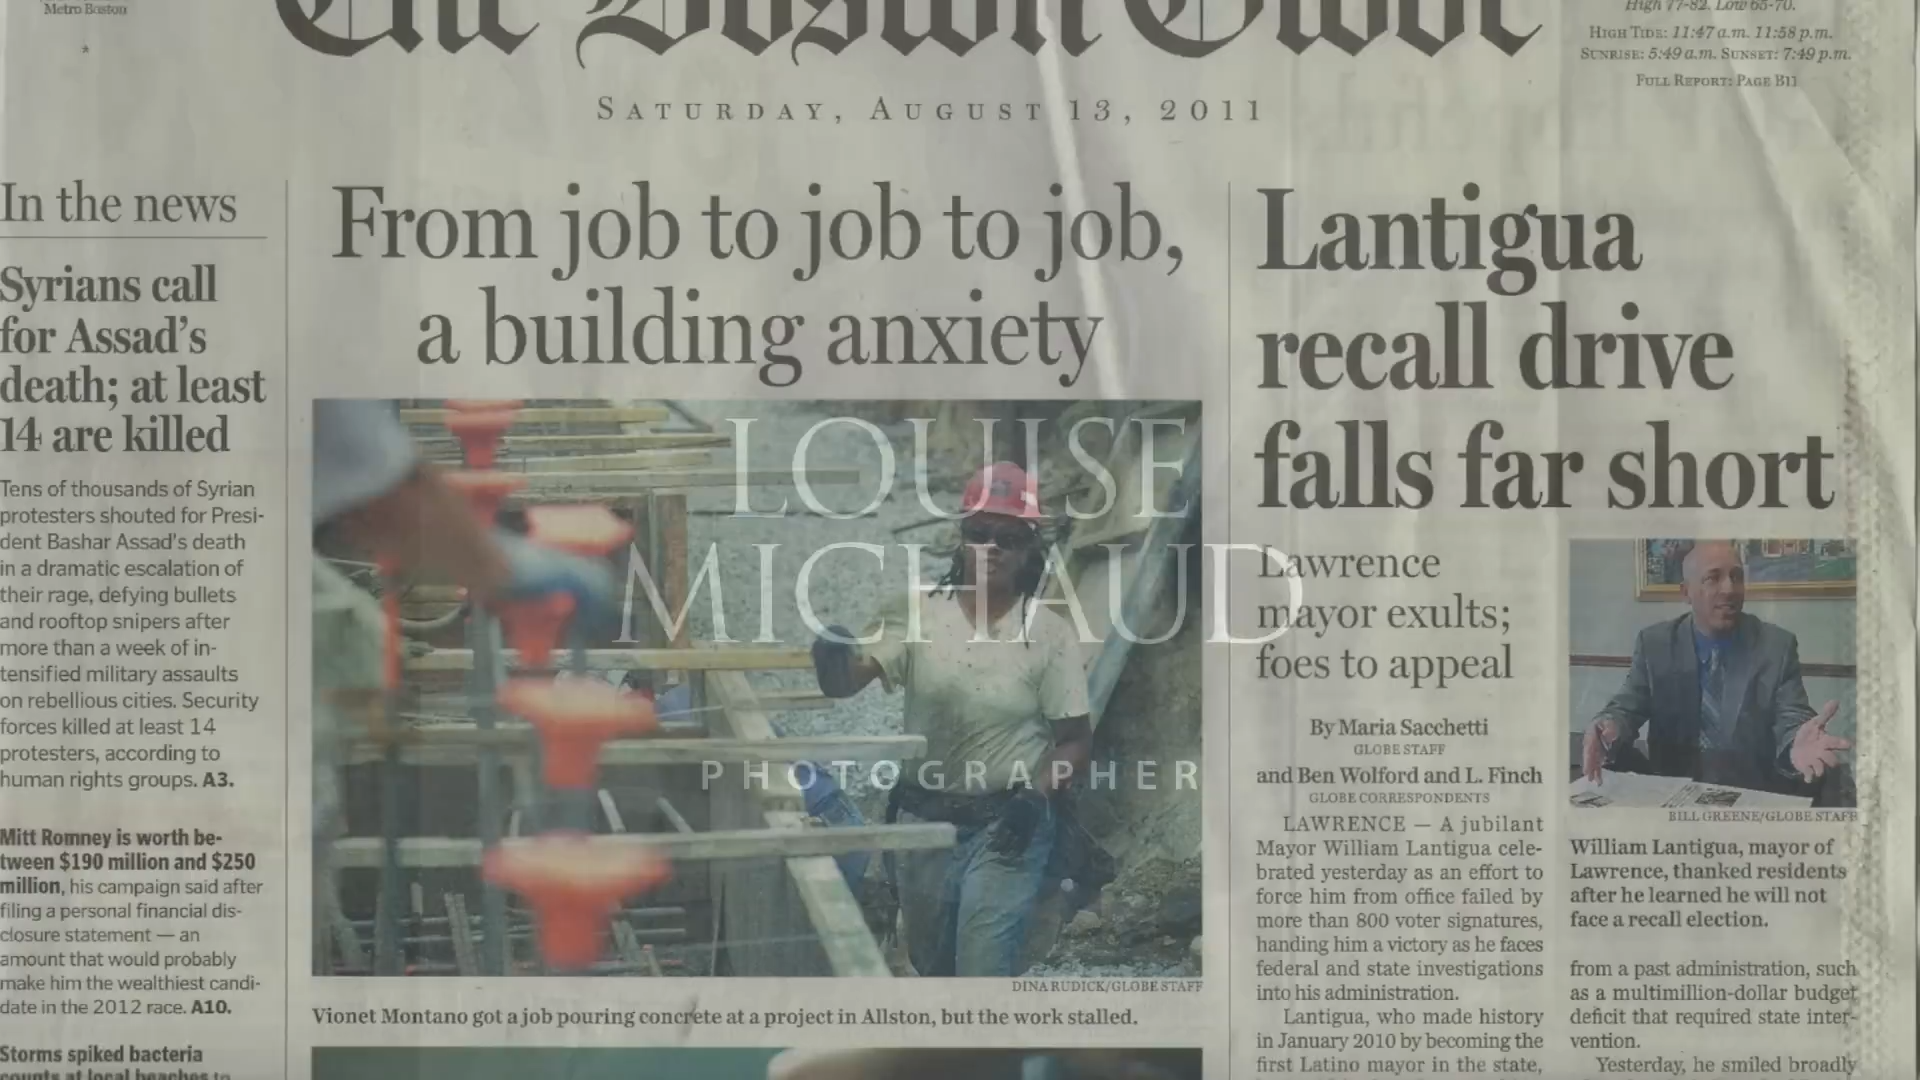 Metro Boston
*
The Boston Globe
High 77-82. Low 65-70.
HIGH TIDE: 11:47 a.m. 11:58 p.m.
SUNRISE: 5:49 a.m. SUNSET: 7:49 p.m.
FULL REPORT: PAGE B11
SATURDAY, AUGUST 13, 2011
In the news
Syrians call
for Assad's
death; at least
14 are killed
Tens of thousands of Syrian
protesters shouted for Presi-
dent Bashar Assad's death
in a dramatic escalation of
their rage, defying bullets
and rooftop snipers after
more than a week of in-
tensified military assaults
on rebellious cities. Security
forces killed at least 14
protesters, according to
human rights groups. A3.
Mitt Romney is worth be-
tween $190 million and $250
million, his campaign said after
filing a personal financial dis-
closure statement — an
amount that would probably
make him the wealthiest candi-
date in the 2012 race. A10.
Storms spiked bacteria
counts at local beaches to
From job to job to job,
a building anxiety
LOUISE
MICHAUD
PHOTOGRAPHER
DINA RUDICK/GLOBE STAFF
Vionet Montano got a job pouring concrete at a project in Allston, but the work stalled.
Lantigua
recall drive
falls far short
Lawrence
mayor exults;
foes to appeal
By Maria Sacchetti
GLOBE STAFF
and Ben Wolford and L. Finch
GLOBE CORRESPONDENTS
LAWRENCE — A jubilant
Mayor William Lantigua cele-
brated yesterday as an effort to
force him from office failed by
more than 800 voter signatures,
handing him a victory as he faces
federal and state investigations
into his administration.
Lantigua, who made history
in January 2010 by becoming the
first Latino mayor in the state,
BILL GREENE/GLOBE STAFF
William Lantigua, mayor of
Lawrence, thanked residents
after he learned he will not
face a recall election.
from a past administration, such
as a multimillion-dollar budget
deficit that required state inter-
vention.
Yesterday, he smiled broadly